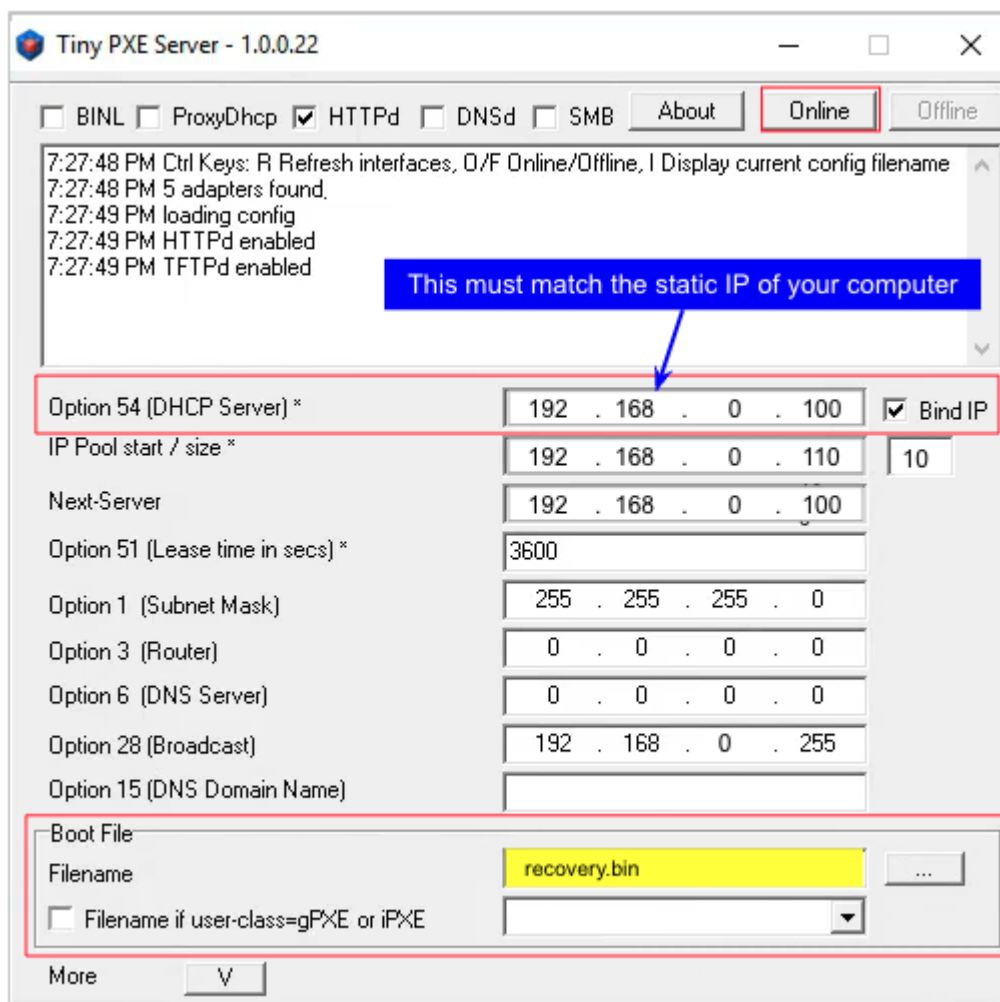 Tiny PXE Server - 1.0.0.22
BINL ProxyDhcp HTTPd DNSd SMB About Online Offline
7:27:48 PM Ctrl Keys: R Refresh interfaces, O/F Online/Offline, I Display current config filename
7:27:48 PM 5 adapters found,
7:27:49 PM loading config
7:27:49 PM HTTPd enabled
7:27:49 PM TFTPd enabled
This must match the static IP of your computer
Option 54 (DHCP Server) * 192 . 168 . 0 . 100 Bind IP
IP Pool start / size * 192 . 168 . 0 . 110 10
Next-Server 192 . 168 . 0 . 100
Option 51 (Lease time in secs) * 3600
Option 1 (Subnet Mask) 255 . 255 . 255 . 0
Option 3 (Router) 0 . 0 . 0 . 0
Option 6 (DNS Server) 0 . 0 . 0 . 0
Option 28 (Broadcast) 192 . 168 . 0 . 255
Option 15 (DNS Domain Name)
Boot File
Filename recovery.bin ...
Filename if user-class=gPXE or iPXE
More V